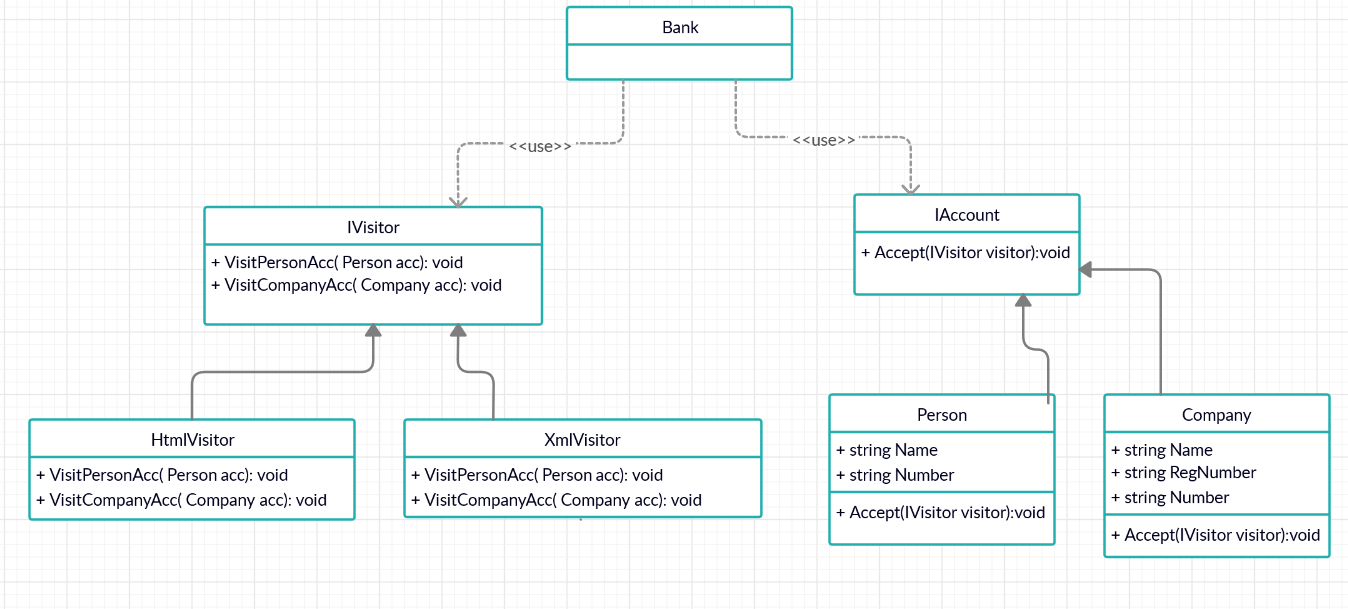 Bank
<<use>>
<<use>>
IVisitor
+ VisitPersonAcc( Person acc): void
+ VisitCompanyAcc( Company acc): void
IAccount
+ Accept(IVisitor visitor):void
HtmlVisitor
+ VisitPersonAcc( Person acc): void
+ VisitCompanyAcc( Company acc): void
XmlVisitor
+ VisitPersonAcc( Person acc): void
+ VisitCompanyAcc( Company acc): void
Person
+ string Name
+ string Number
+ Accept(IVisitor visitor):void
Company
+ string Name
+ string RegNumber
+ string Number
+ Accept(IVisitor visitor):void